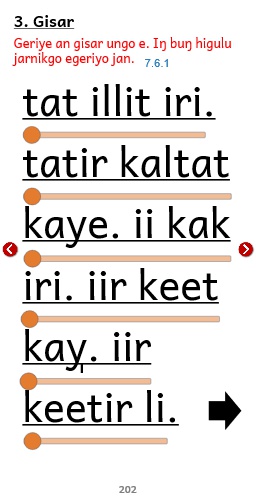 3. Gisar
Geriye an gisar ungo e. Iŋ buŋ higulu
jarnikgo egeriyo jan.
7.6.1
tat illit iri.
tatir kaltat
kaye. ii kak
iri. iir keet
kay̩. iir
keetir li.
202